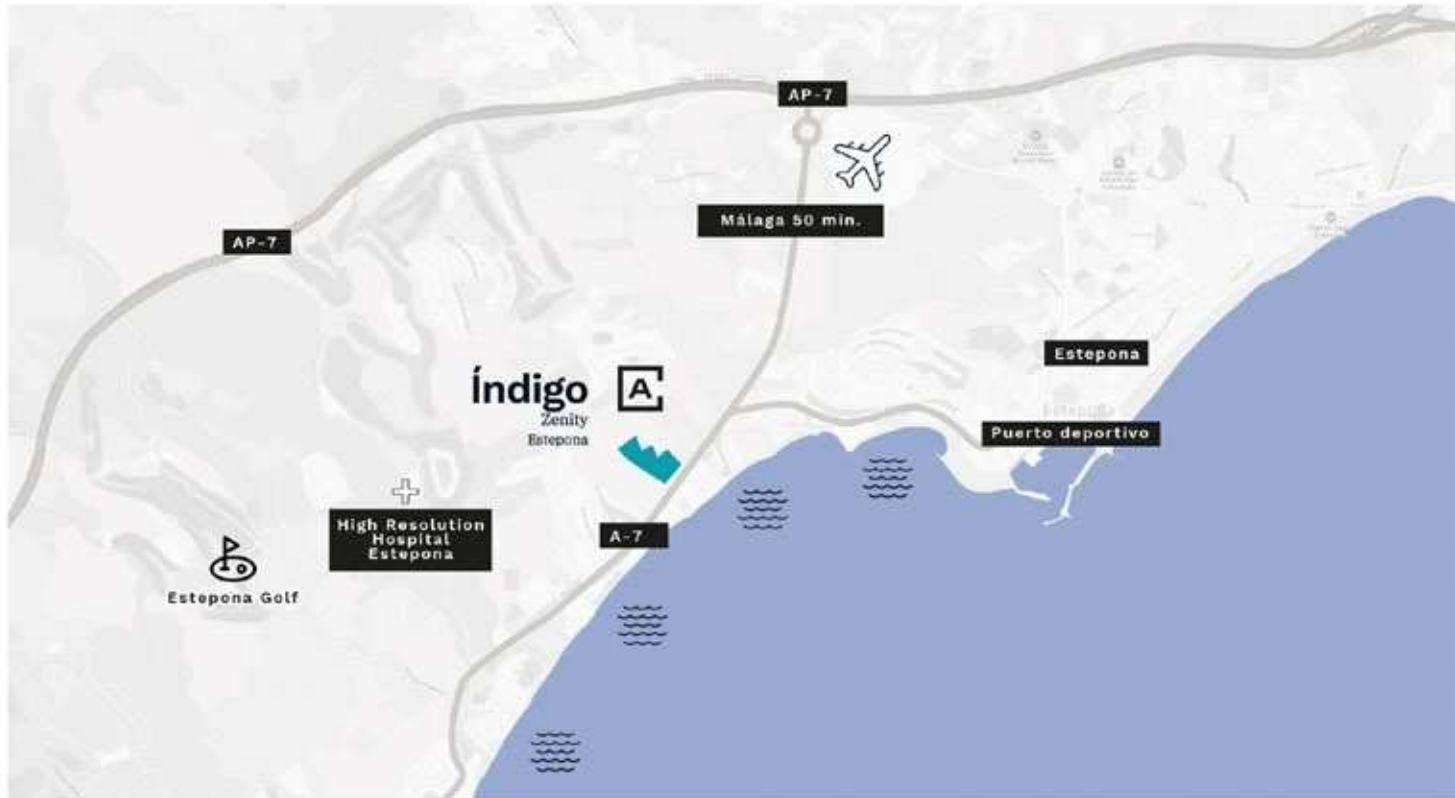 AP-7
Málaga 50 min.
AP-7
Estepona
Índigo
A
Zenity
Estepona
Puerto deportivo
High Resolution
Hospital
Estepona
A-7
Estepona Golf